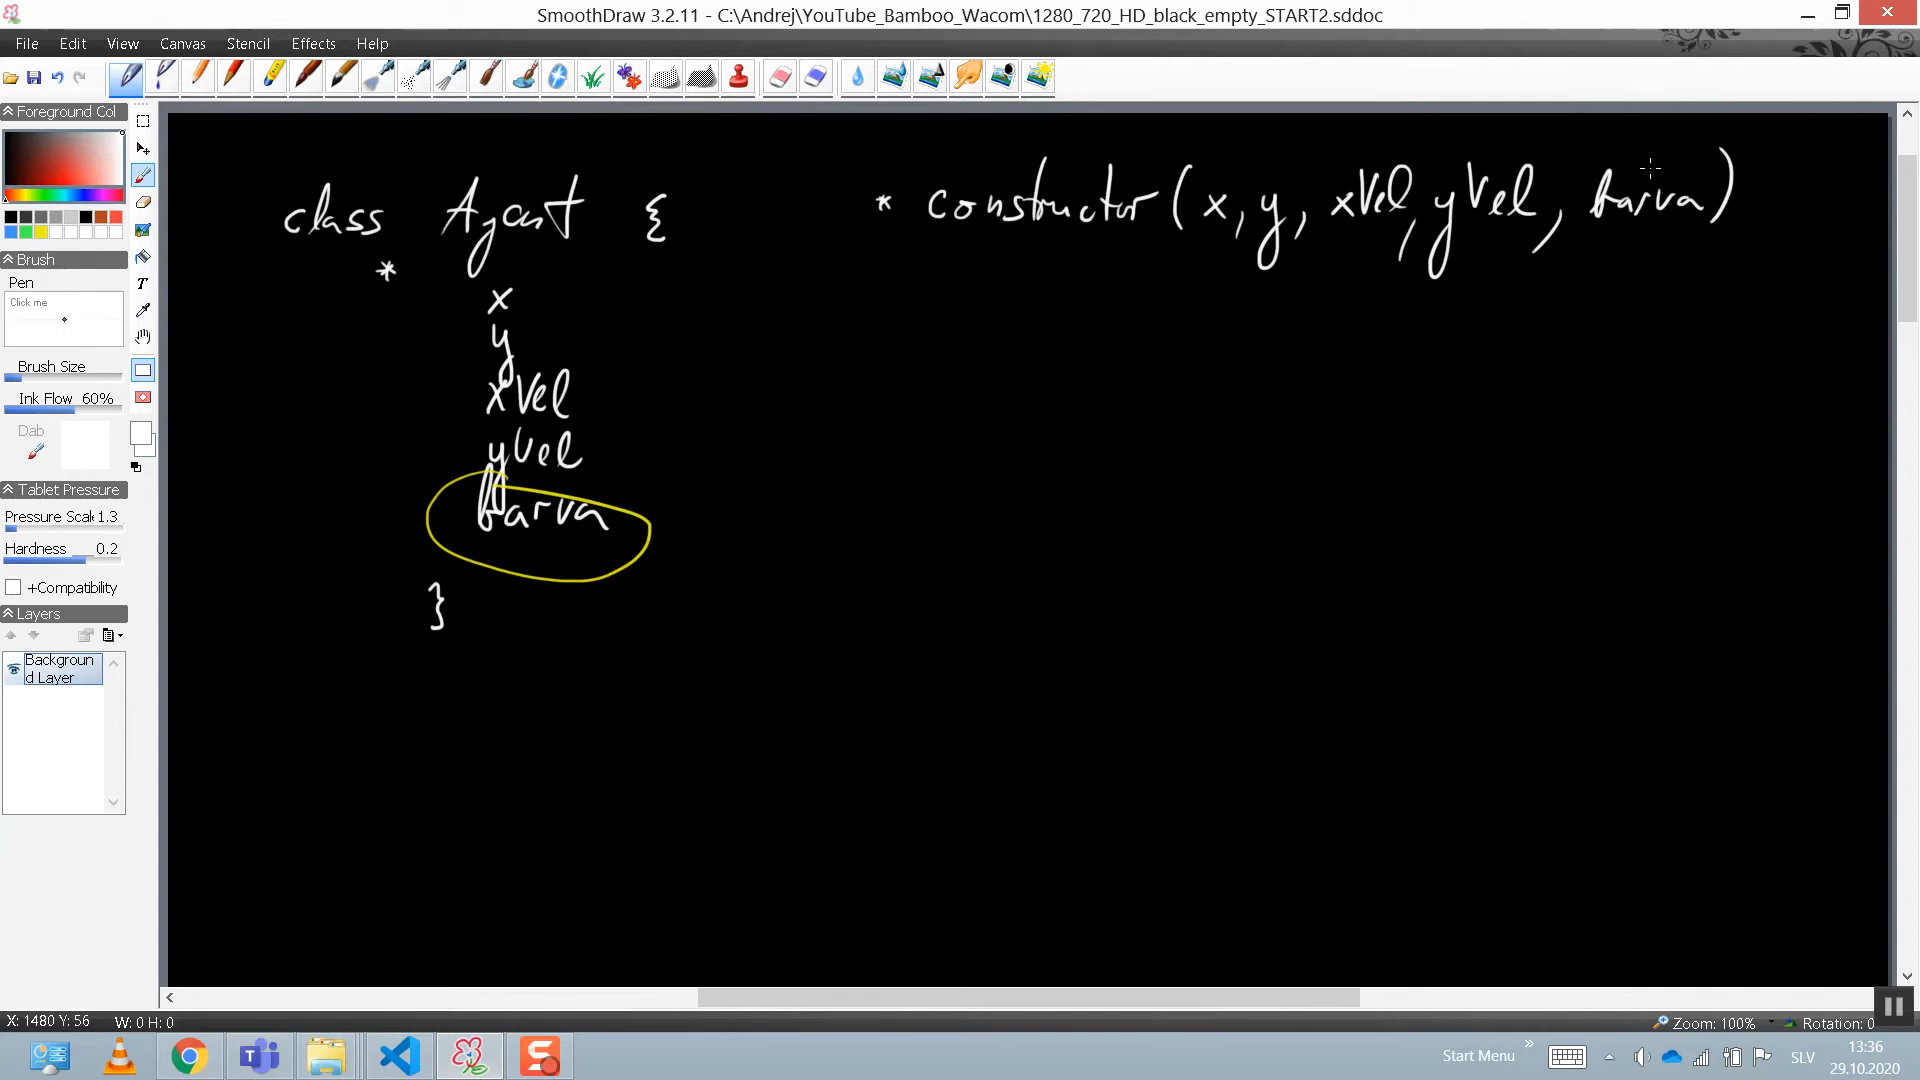 SmoothDraw 3.2.11 - C:\Andrej\YouTube_Bamboo_Wacom\1280_720_HD_black_empty_START2.sddoc
File Edit View Canvas Stencil Effects Help
Foreground Col
Brush
Pen
Click me
Brush Size
Ink Flow 60%
Dab
Tablet Pressure
Pressure Scale 1.3
Hardness 0.2
+Compatibility
Layers
Backgroun
d Layer
class Agent {
*
x
y
xVel
yVel
barva
}
* constructor(x, y, xVel, yVel, barva)
X: 1480 Y: 56 W: 0 H: 0
Zoom: 100% Rotation: 0
Start Menu
SLV
13:36
29.10.2020